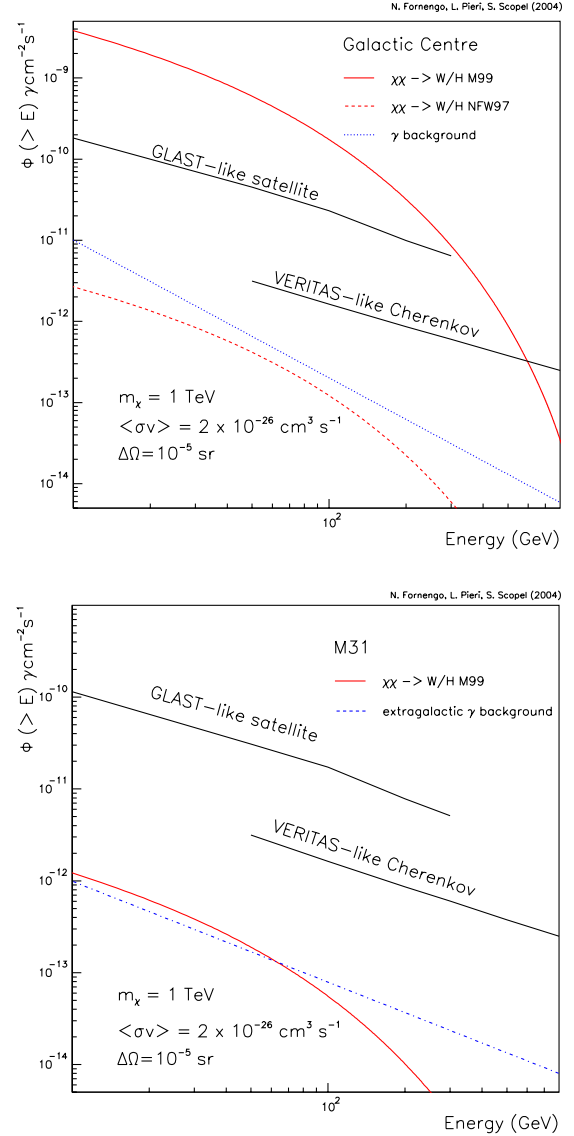 N. Fornengo, L. Pieri, S. Scopel (2004)
Φ (> E) γcm⁻²s⁻¹
Galactic Centre
χχ –> W/H M99
χχ –> W/H NFW97
γ background
10⁻⁹
10⁻¹⁰
10⁻¹¹
10⁻¹²
10⁻¹³
10⁻¹⁴
GLAST–like satellite
VERITAS–like Cherenkov
mχ = 1 TeV
<σv> = 2 x 10⁻²⁶ cm³ s⁻¹
ΔΩ=10⁻⁵ sr
10²
Energy (GeV)
N. Fornengo, L. Pieri, S. Scopel (2004)
Φ (> E) γcm⁻²s⁻¹
M31
χχ –> W/H M99
extragalactic γ background
10⁻¹⁰
10⁻¹¹
10⁻¹²
10⁻¹³
10⁻¹⁴
GLAST–like satellite
VERITAS–like Cherenkov
mχ = 1 TeV
<σv> = 2 x 10⁻²⁶ cm³ s⁻¹
ΔΩ=10⁻⁵ sr
10²
Energy (GeV)